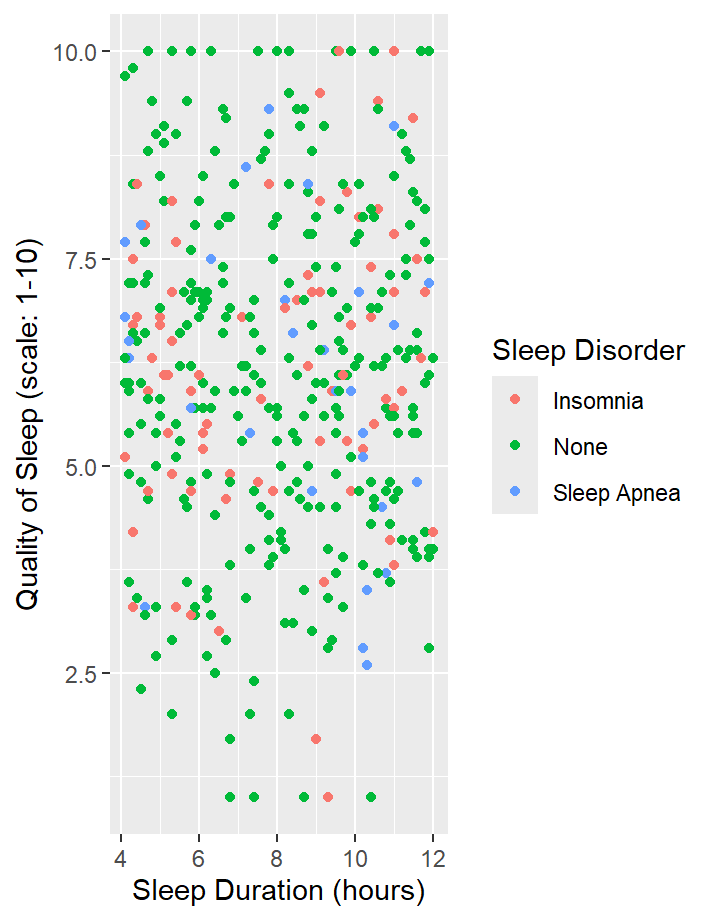 10.0
7.5
5.0
2.5
Quality of Sleep (scale: 1-10)
4 6 8 10 12
Sleep Duration (hours)
Sleep Disorder
Insomnia
None
Sleep Apnea